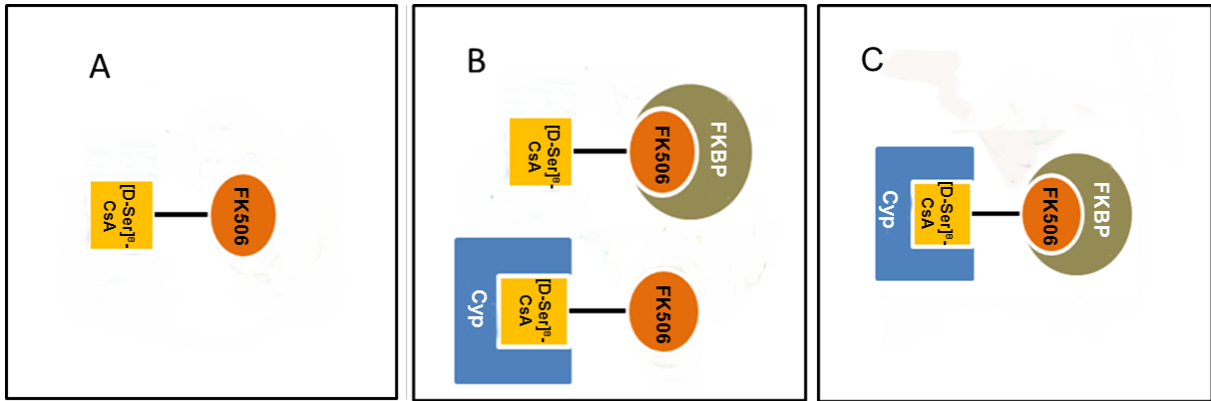 A
[D-Ser]⁸-
CsA
FK506
B
[D-Ser]⁸-
CsA
FK506
FKBP
Cyp
[D-Ser]⁸-
CsA
FK506
C
Cyp
[D-Ser]⁸-
CsA
FK506
FKBP